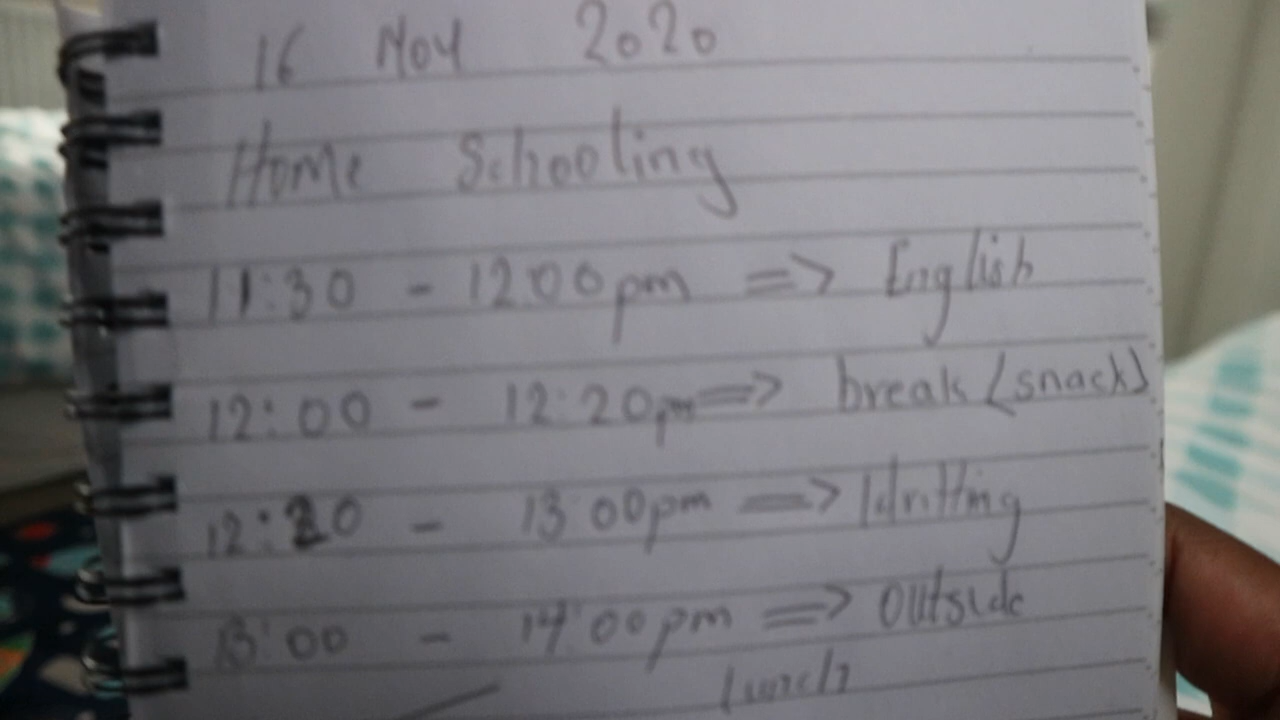 16 Nov 2020
Home Schooling
11:30 - 12:00pm => English
12:00 - 12:20pm => break (snack)
12:20 - 13:00pm => Writting
13:00 - 14:00pm => outside
lunch